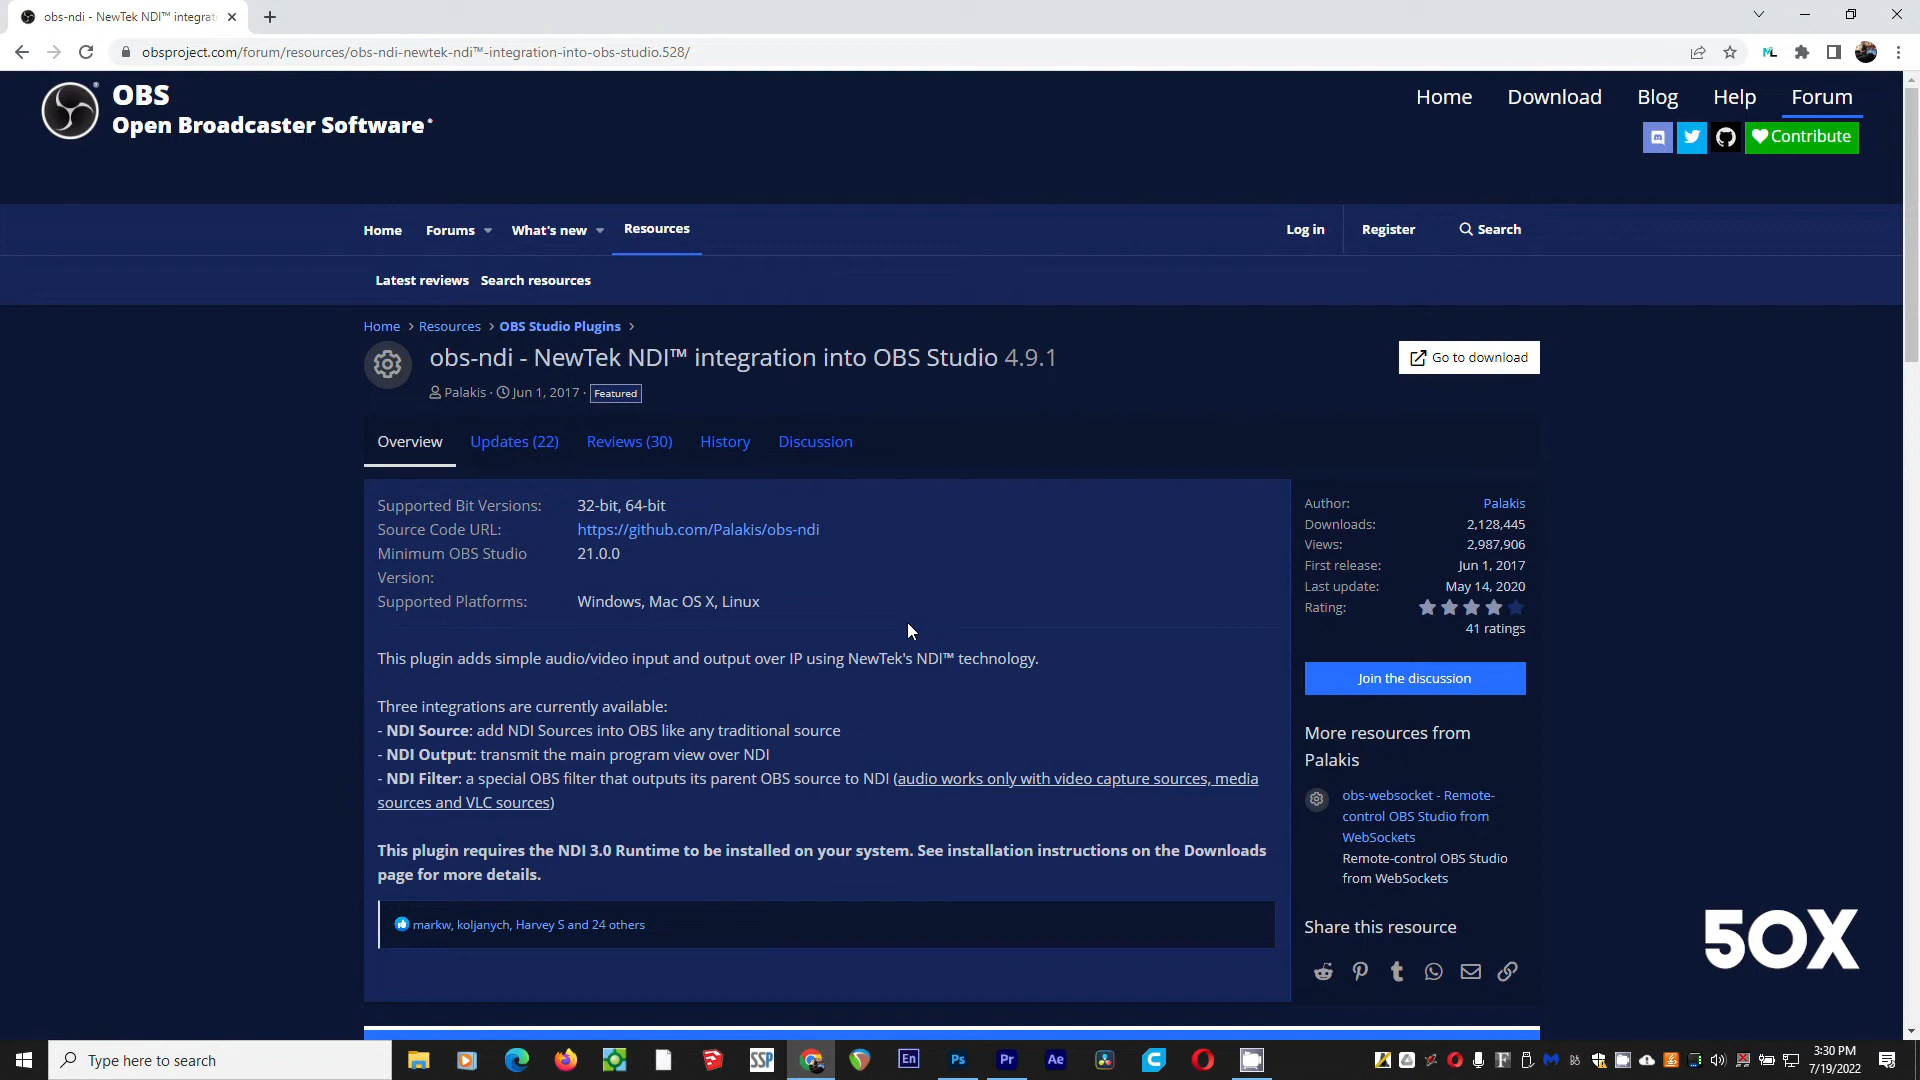 obs-ndi - NewTek NDI™ integrat
obsproject.com/forum/resources/obs-ndi-newtek-ndi™-integration-into-obs-studio.528/
OBS
Open Broadcaster Software
Home Download Blog Help Forum
Contribute
Home Forums What's new Resources Log in Register Search
Latest reviews Search resources
Home > Resources > OBS Studio Plugins >
obs-ndi - NewTek NDI™ integration into OBS Studio 4.9.1
Go to download
Palakis · Jun 1, 2017 · Featured
Overview Updates (22) Reviews (30) History Discussion
Supported Bit Versions: 32-bit, 64-bit
Source Code URL: https://github.com/Palakis/obs-ndi
Minimum OBS Studio 21.0.0
Version:
Supported Platforms: Windows, Mac OS X, Linux
This plugin adds simple audio/video input and output over IP using NewTek's NDI™ technology.
Three integrations are currently available:
- NDI Source: add NDI Sources into OBS like any traditional source
- NDI Output: transmit the main program view over NDI
- NDI Filter: a special OBS filter that outputs its parent OBS source to NDI (audio works only with video capture sources, media
sources and VLC sources)
This plugin requires the NDI 3.0 Runtime to be installed on your system. See installation instructions on the Downloads
page for more details.
markw, koljanych, Harvey S and 24 others
Author: Palakis
Downloads: 2,128,445
Views: 2,987,906
First release: Jun 1, 2017
Last update: May 14, 2020
Rating:
41 ratings
Join the discussion
More resources from
Palakis
obs-websocket - Remote-
control OBS Studio from
WebSockets
Remote-control OBS Studio
from WebSockets
Share this resource
50X
Type here to search
SSP
En
Ps
Pr
Ae
3:30 PM
7/19/2022